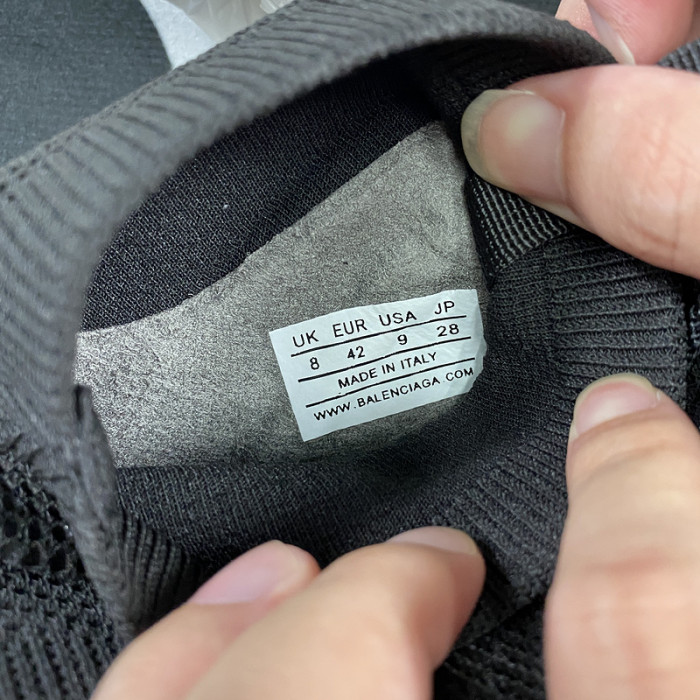 UK EUR USA JP
8 42 9 28
MADE IN ITALY
WWW.BALENCIAGA.COM